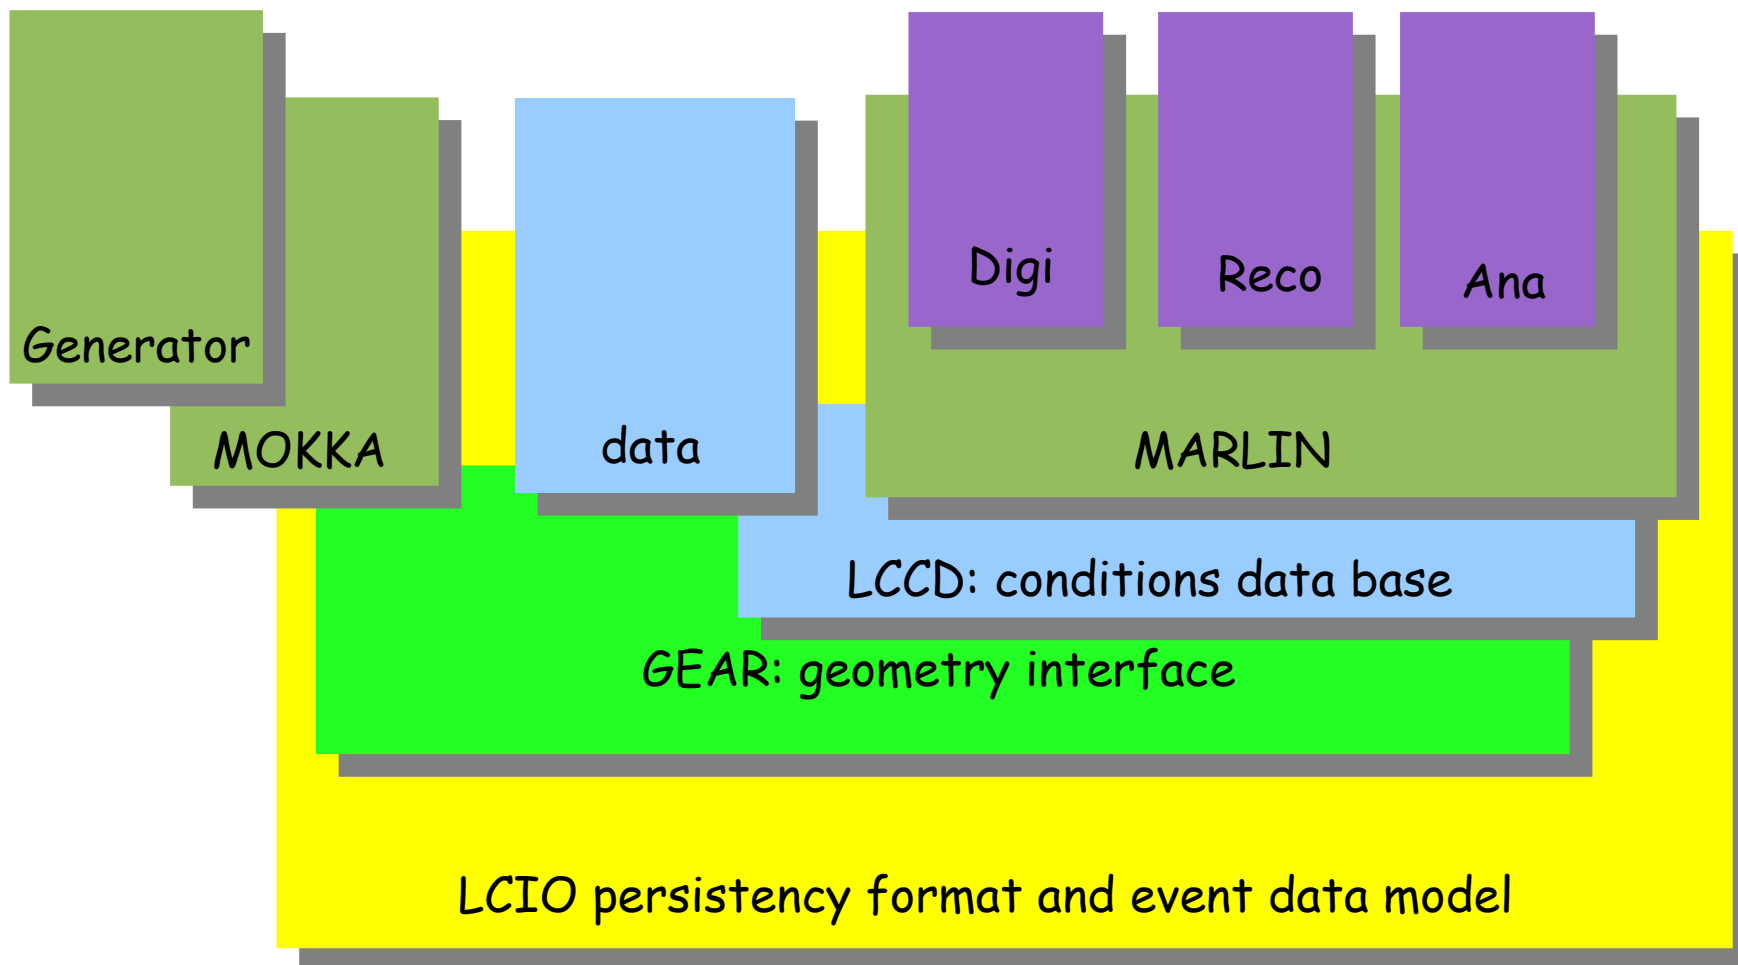 Digi
Reco
Ana
Generator
MOKKA
data
MARLIN
LCCD: conditions data base
GEAR: geometry interface
LCIO persistency format and event data model